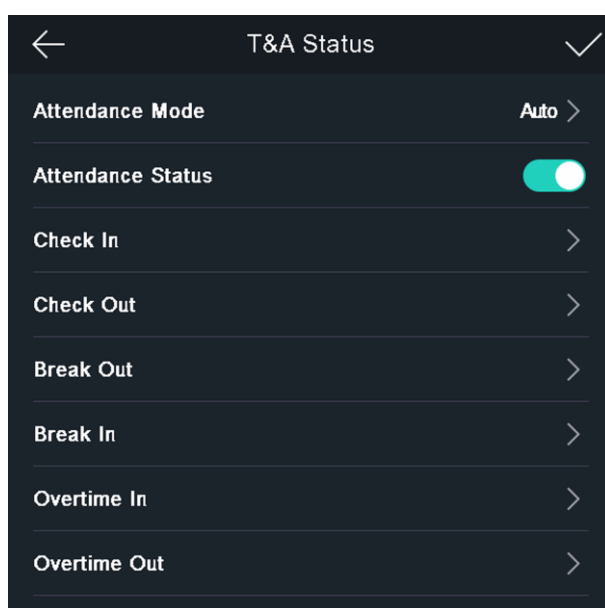 T&A Status
Attendance Mode Auto
Attendance Status
Check In
Check Out
Break Out
Break In
Overtime In
Overtime Out